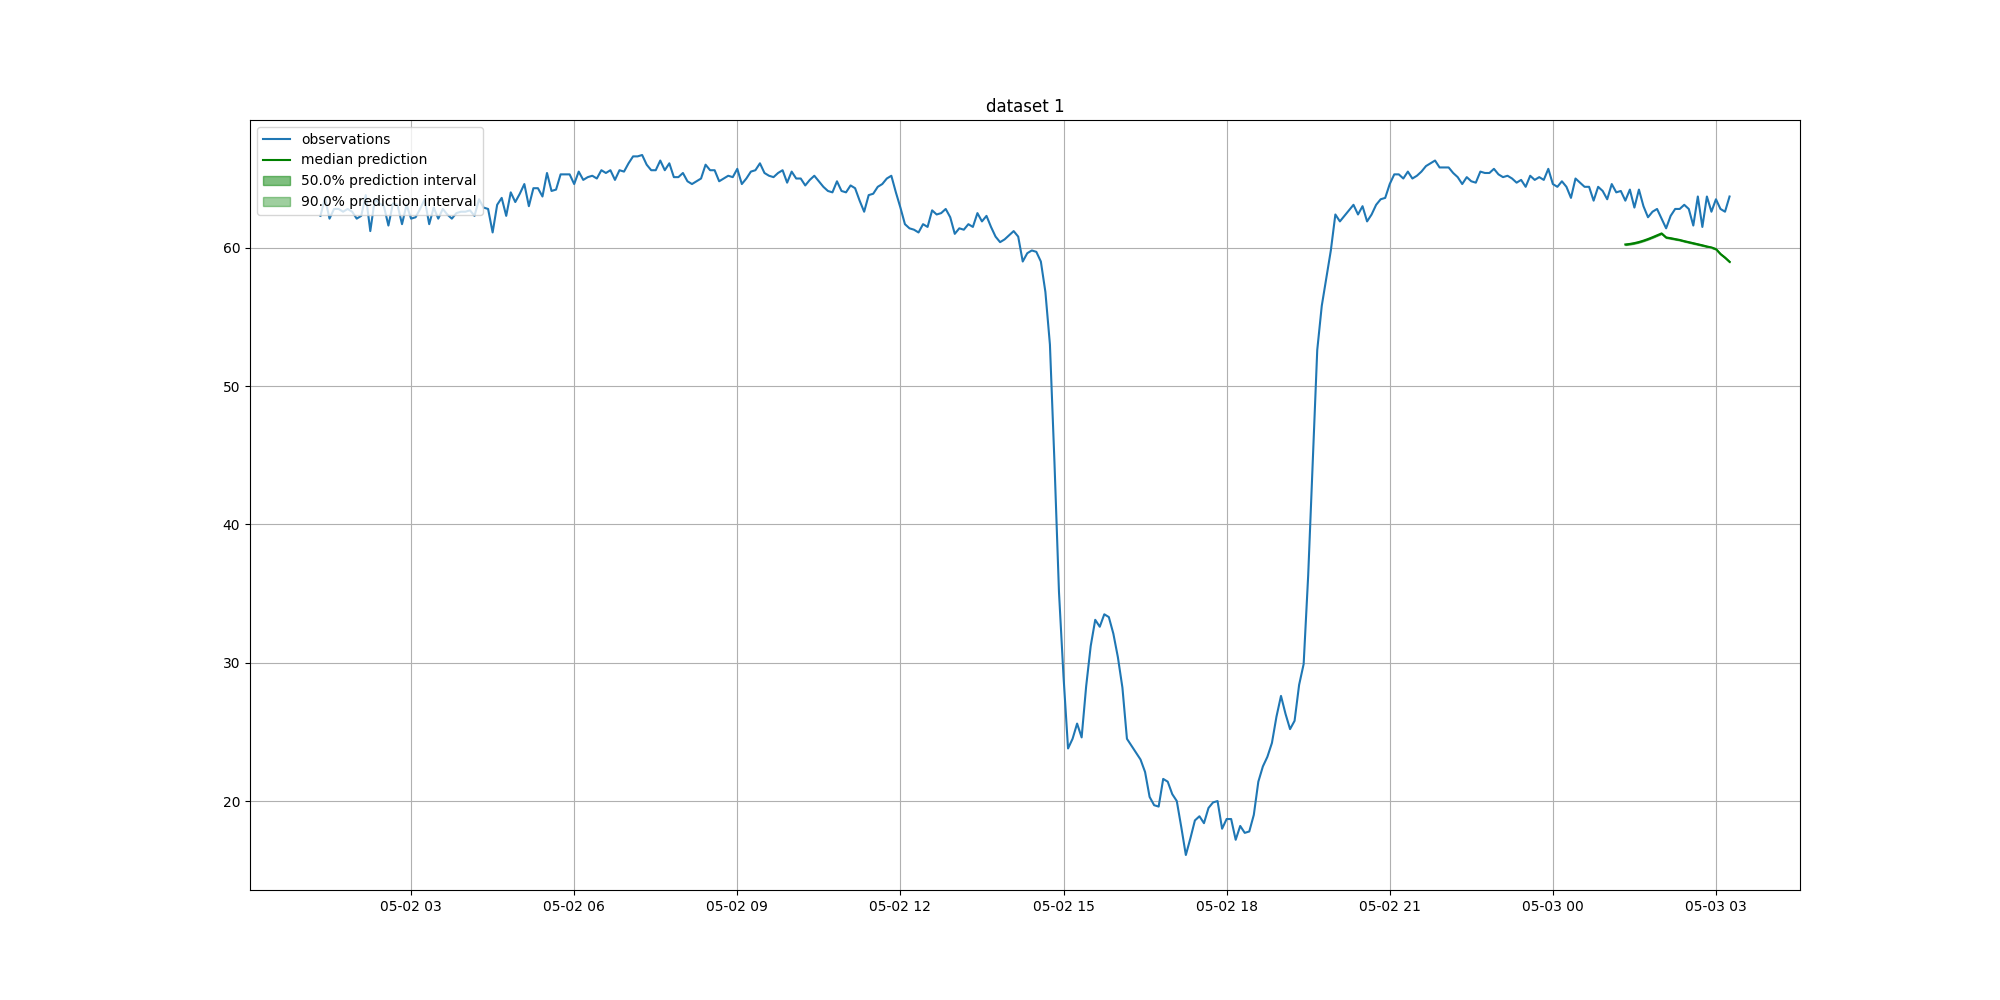 dataset 1
observations
median prediction
50.0% prediction interval
90.0% prediction interval
60
50
40
30
20
05-02 03 05-02 06 05-02 09 05-02 12 05-02 15 05-02 18 05-02 21 05-03 00 05-03 03